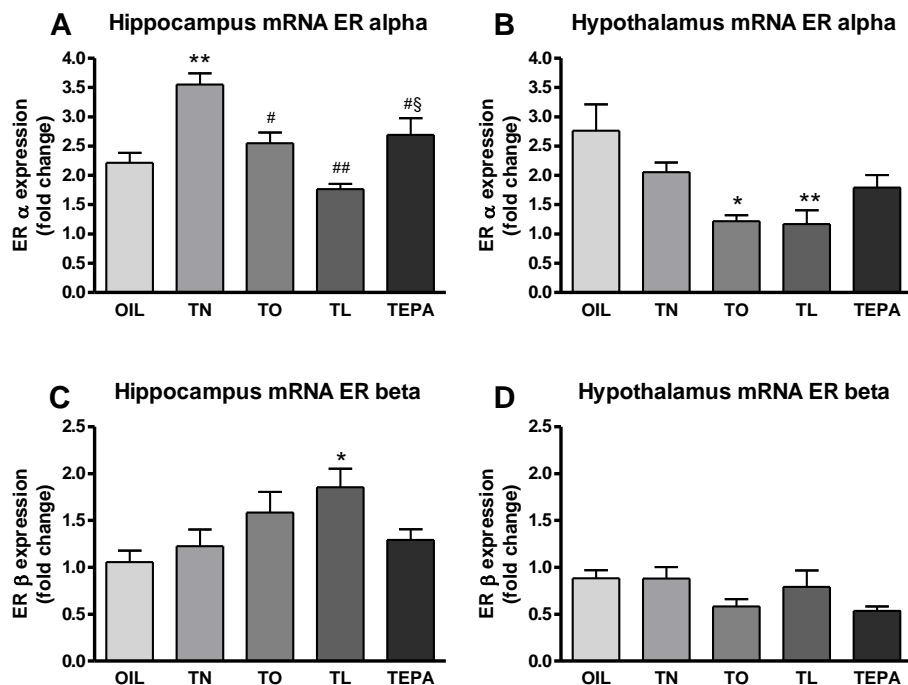 A Hippocampus mRNA ER alpha
ER α expression
(fold change)
4.0
3.5
3.0
2.5
2.0
1.5
1.0
0.5
0.0
**
#
##
#§
OIL TN TO TL TEPA
B Hypothalamus mRNA ER alpha
ER α expression
(fold change)
4.0
3.5
3.0
2.5
2.0
1.5
1.0
0.5
0.0
*
**
OIL TN TO TL TEPA
C Hippocampus mRNA ER beta
ER β expression
(fold change)
2.5
2.0
1.5
1.0
0.5
0.0
*
OIL TN TO TL TEPA
D Hypothalamus mRNA ER beta
ER β expression
(fold change)
2.5
2.0
1.5
1.0
0.5
0.0
OIL TN TO TL TEPA